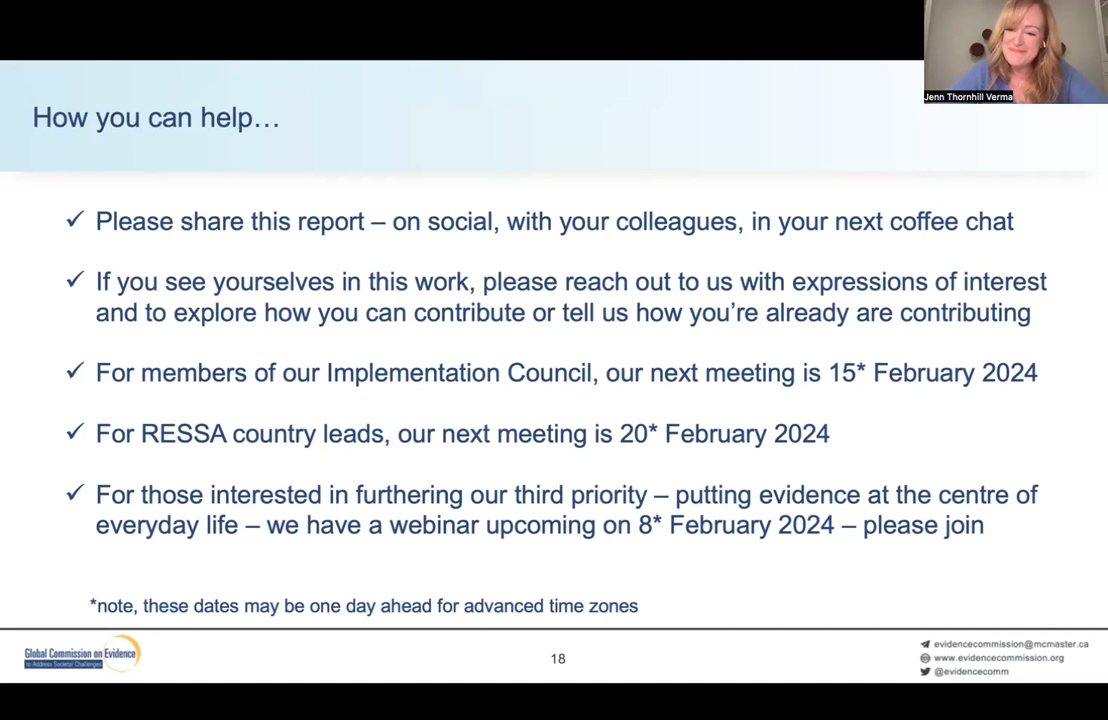 Jenn Thornhill Verma
How you can help…
✓ Please share this report – on social, with your colleagues, in your next coffee chat
✓ If you see yourselves in this work, please reach out to us with expressions of interest
and to explore how you can contribute or tell us how you're already are contributing
✓ For members of our Implementation Council, our next meeting is 15* February 2024
✓ For RESSA country leads, our next meeting is 20* February 2024
✓ For those interested in furthering our third priority – putting evidence at the centre of
everyday life – we have a webinar upcoming on 8* February 2024 – please join
*note, these dates may be one day ahead for advanced time zones
Global Commission on Evidence
to Address Societal Challenges
18
evidencecommission@mcmaster.ca
www.evidencecommission.org
@evidencecomm